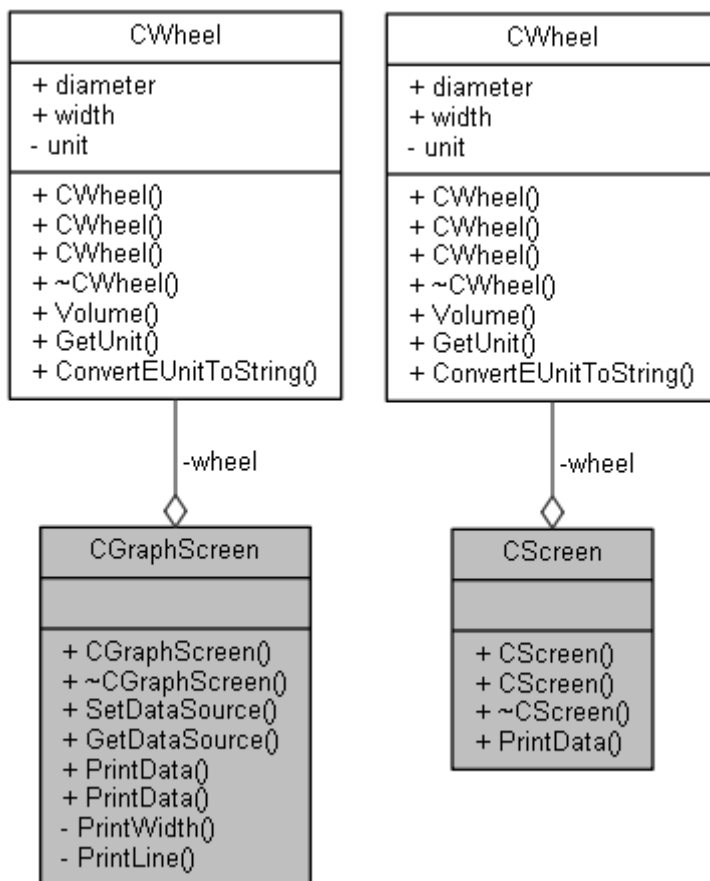 CWheel
+ diameter
+ width
- unit
+ CWheel()
+ CWheel()
+ CWheel()
+ ~CWheel()
+ Volume()
+ GetUnit()
+ ConvertEUnitToString()
-wheel
CGraphScreen
+ CGraphScreen()
+ ~CGraphScreen()
+ SetDataSource()
+ GetDataSource()
+ PrintData()
+ PrintData()
- PrintWidth()
- PrintLine()
CWheel
+ diameter
+ width
- unit
+ CWheel()
+ CWheel()
+ CWheel()
+ ~CWheel()
+ Volume()
+ GetUnit()
+ ConvertEUnitToString()
-wheel
CScreen
+ CScreen()
+ CScreen()
+ ~CScreen()
+ PrintData()